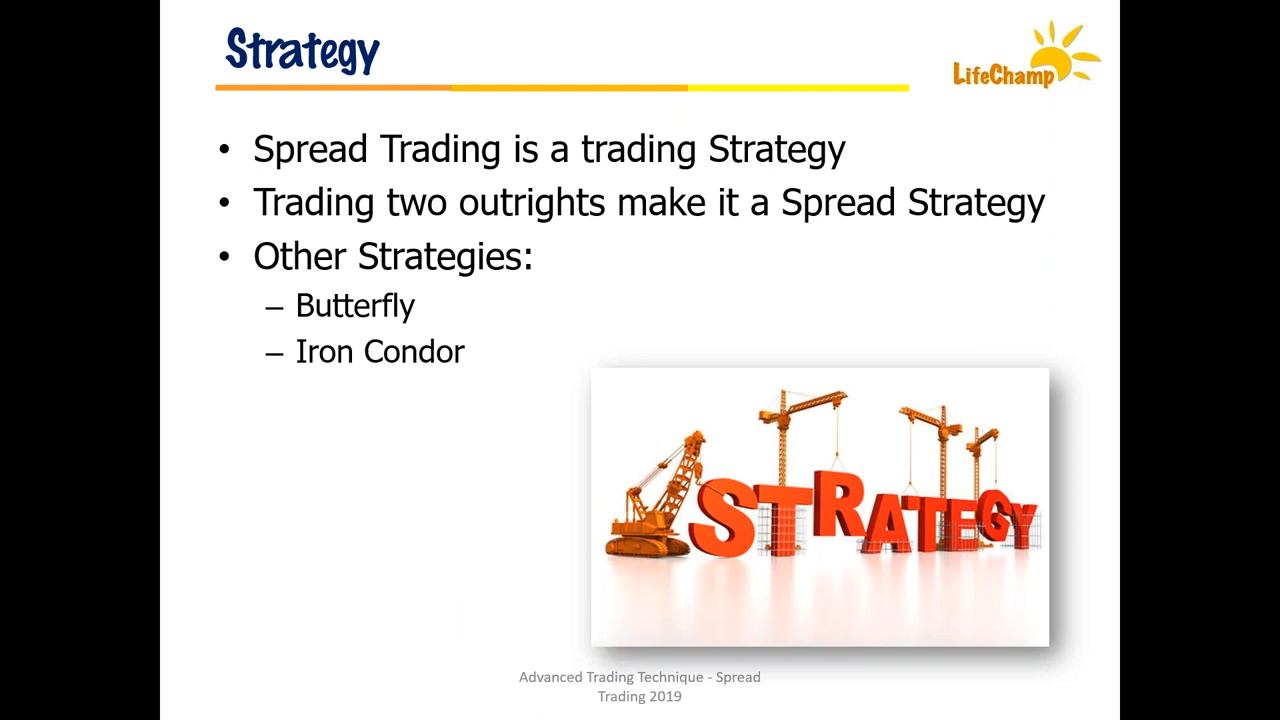 Strategy
LifeChamp
• Spread Trading is a trading Strategy
• Trading two outrights make it a Spread Strategy
• Other Strategies:
– Butterfly
– Iron Condor
STRATEGY
Advanced Trading Technique - Spread
Trading 2019